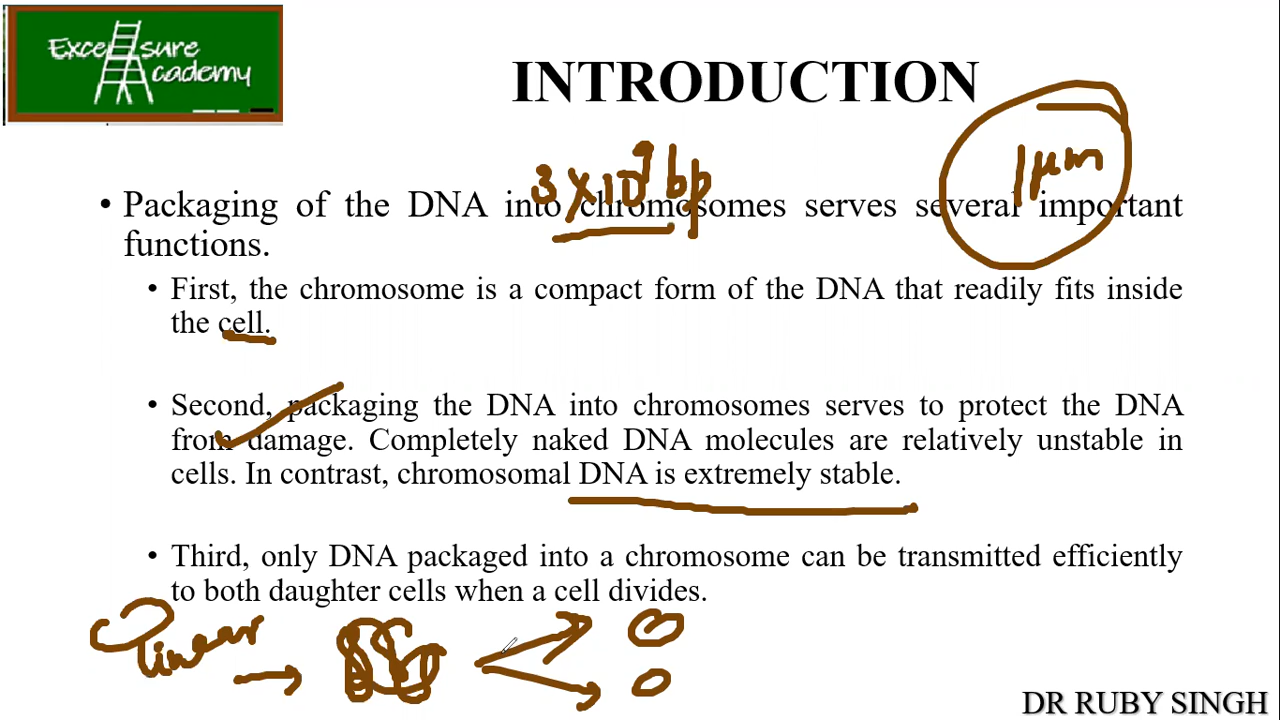 Excellsure
Academy
INTRODUCTION
3 × 10⁹ bp
1 μm
• Packaging of the DNA into chromosomes serves several important
functions.
• First, the chromosome is a compact form of the DNA that readily fits inside
the cell.
• Second, packaging the DNA into chromosomes serves to protect the DNA
from damage. Completely naked DNA molecules are relatively unstable in
cells. In contrast, chromosomal DNA is extremely stable.
• Third, only DNA packaged into a chromosome can be transmitted efficiently
to both daughter cells when a cell divides.
linear
DR RUBY SINGH